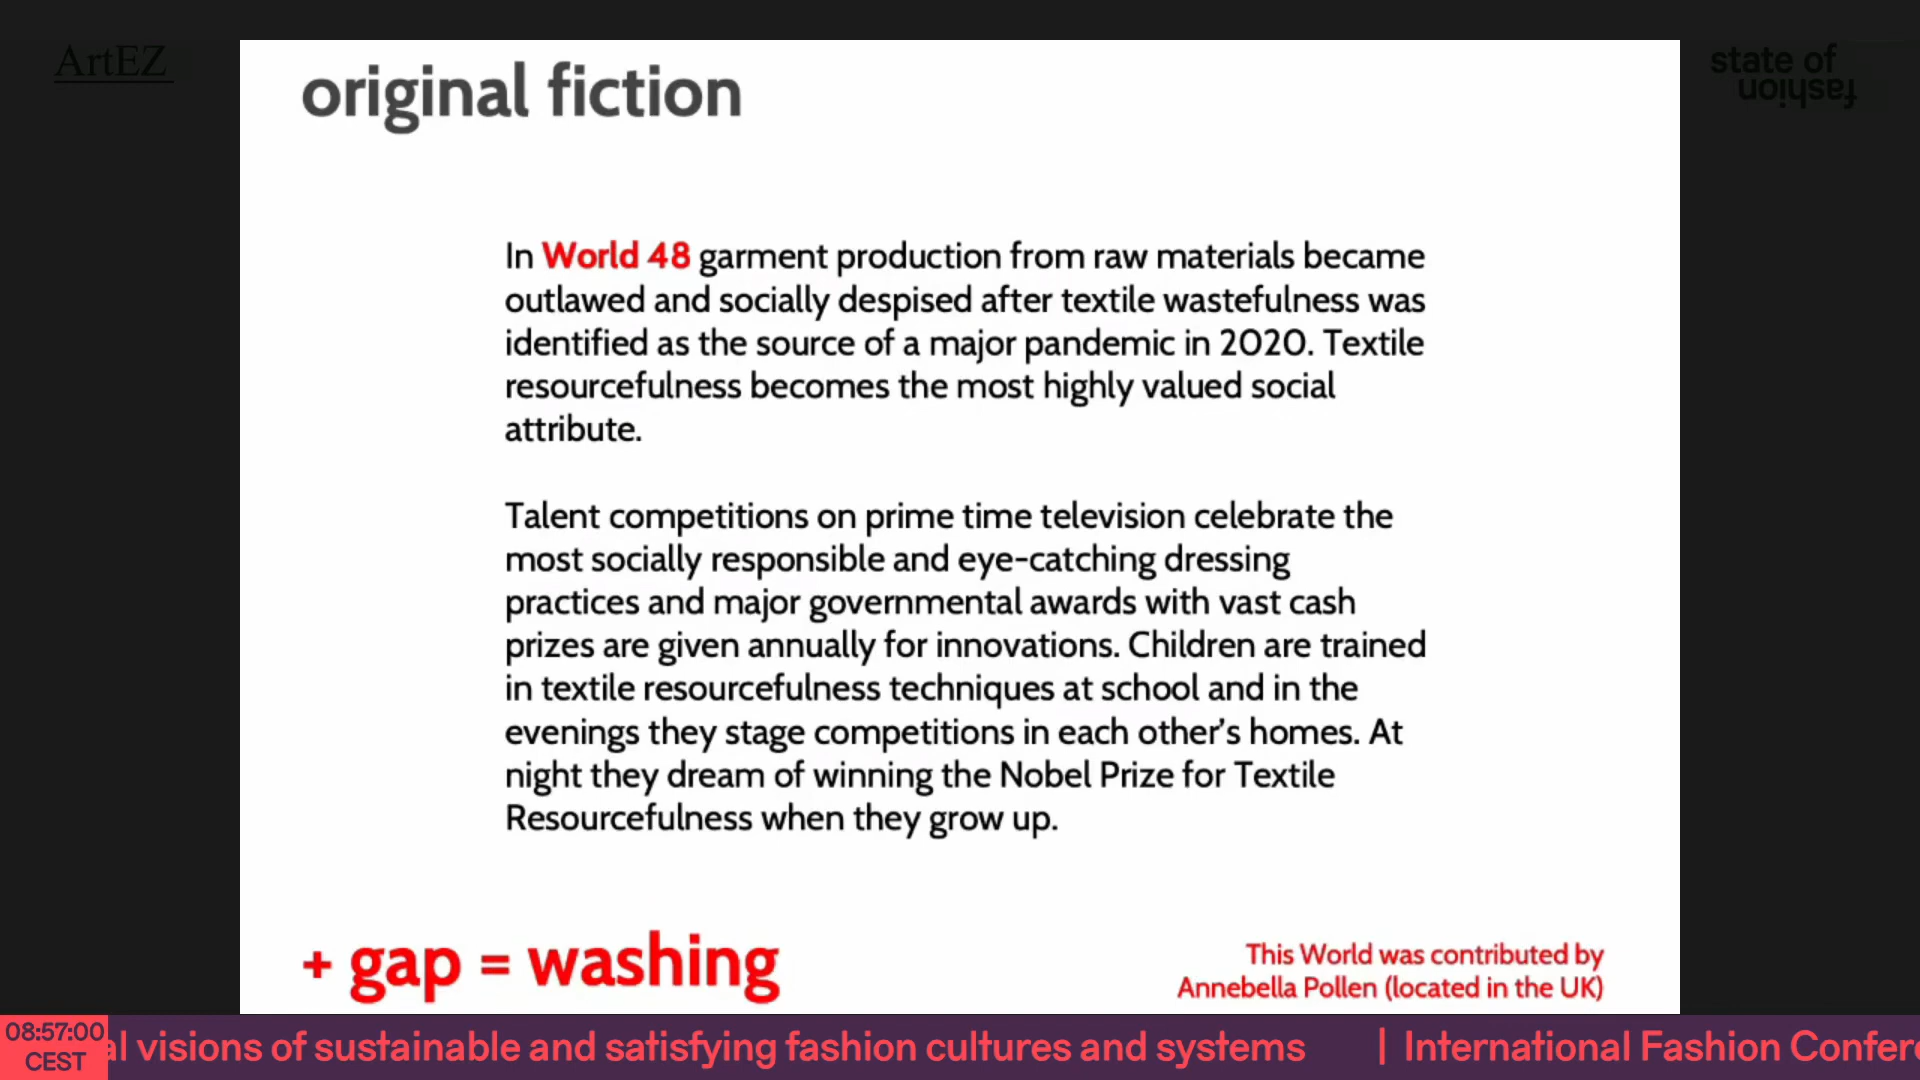 ArtEZ
state of
fashion
original fiction
In World 48 garment production from raw materials became
outlawed and socially despised after textile wastefulness was
identified as the source of a major pandemic in 2020. Textile
resourcefulness becomes the most highly valued social
attribute.
Talent competitions on prime time television celebrate the
most socially responsible and eye-catching dressing
practices and major governmental awards with vast cash
prizes are given annually for innovations. Children are trained
in textile resourcefulness techniques at school and in the
evenings they stage competitions in each other's homes. At
night they dream of winning the Nobel Prize for Textile
Resourcefulness when they grow up.
+ gap = washing
This World was contributed by
Annebella Pollen (located in the UK)
08:57:00
CEST
al visions of sustainable and satisfying fashion cultures and systems | International Fashion Confere